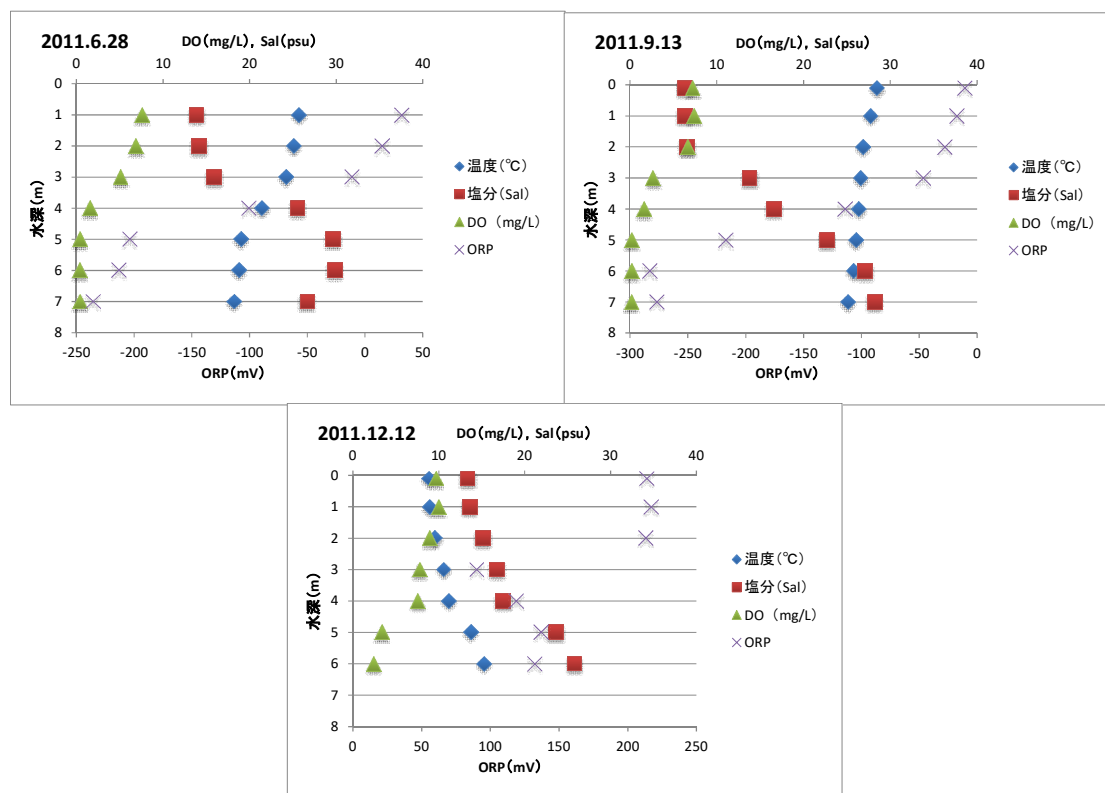 2011.6.28
DO(mg/L), Sal(psu)
0 10 20 30 40
0
1
2
3
4
5
6
7
8
水深(m)
-250 -200 -150 -100 -50 0 50
ORP(mV)
温度(℃)
塩分(Sal)
DO (mg/L)
ORP
2011.9.13
DO(mg/L), Sal(psu)
0 10 20 30 40
0
1
2
3
4
5
6
7
8
水深(m)
-300 -250 -200 -150 -100 -50 0
ORP(mV)
温度(℃)
塩分(Sal)
DO (mg/L)
ORP
2011.12.12
DO(mg/L), Sal(psu)
0 10 20 30 40
0
1
2
3
4
5
6
7
8
水深(m)
0 50 100 150 200 250
ORP(mV)
温度(℃)
塩分(Sal)
DO (mg/L)
ORP